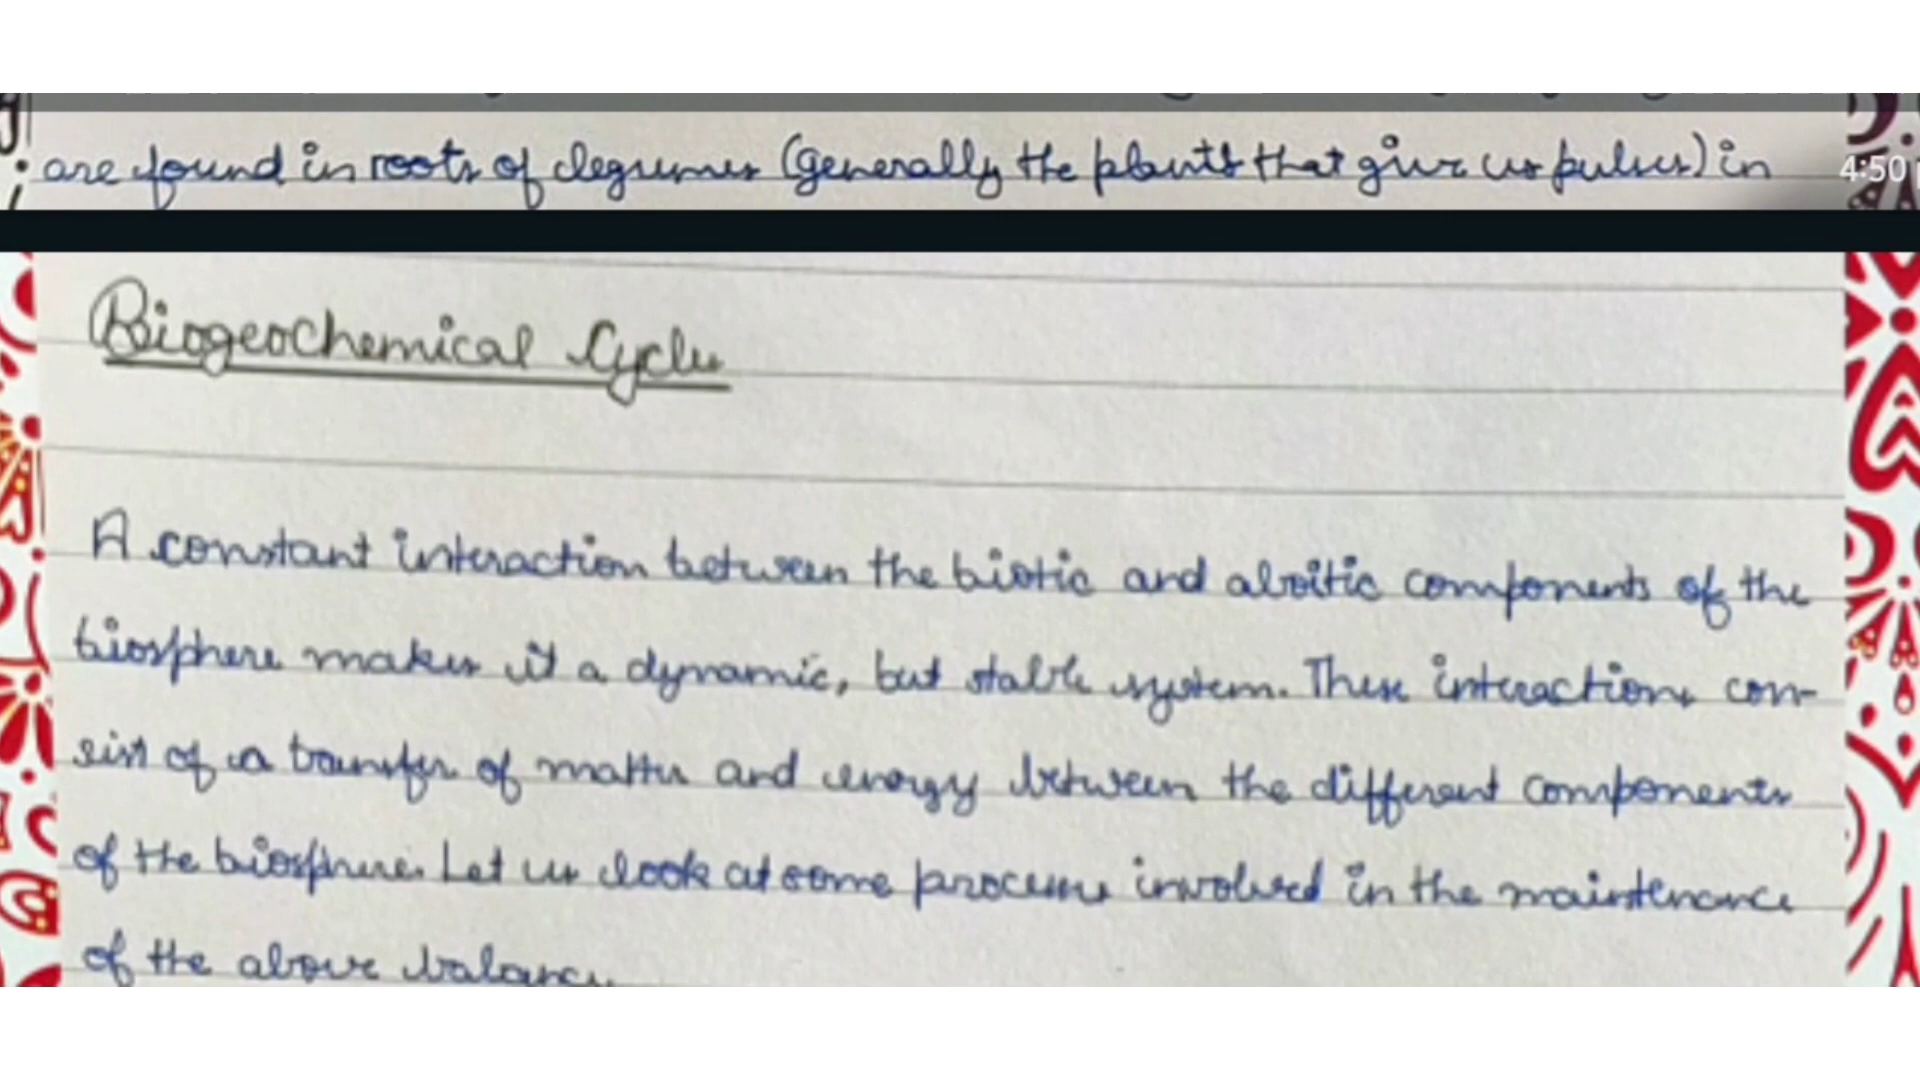 are found in roots of legumes (generally the plants that give us pulses) in
4:50
Biogeochemical Cycles
A constant interaction between the biotic and aboitic components of the
biosphere makes it a dynamic, but stable system. These interactions con-
sist of a transfer of matter and energy between the different components
of the biosphere. Let us look at some processes involved in the maintenance
of the above balance.